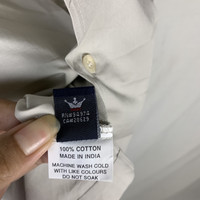 100% COTTON
MADE IN INDIA
MACHINE WASH COLD
WITH LIKE COLOURS
DO NOT SOAK